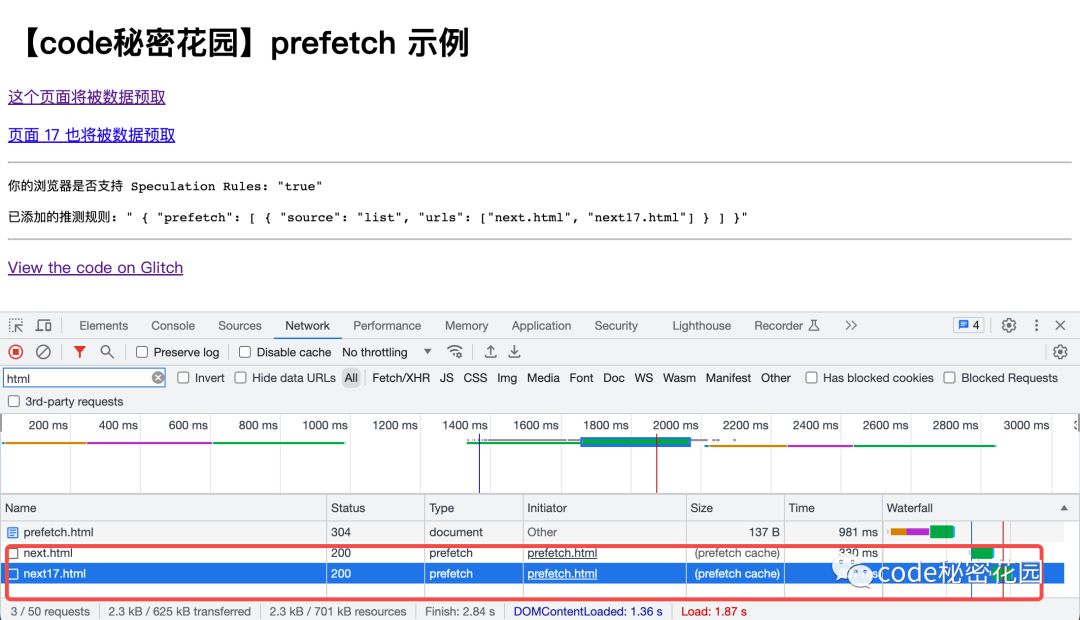 【code秘密花园】prefetch 示例
这个页面将被数据预取
页面 17 也将被数据预取
你的浏览器是否支持 Speculation Rules: "true"
已添加的推测规则: " { "prefetch": [ { "source": "list", "urls": ["next.html", "next17.html"] } ] }"
View the code on Glitch
Elements Console Sources Network Performance Memory Application Security Lighthouse Recorder 4
Preserve log Disable cache No throttling
html Invert Hide data URLs All Fetch/XHR JS CSS Img Media Font Doc WS Wasm Manifest Other Has blocked cookies Blocked Requests
3rd-party requests
200 ms 400 ms 600 ms 800 ms 1000 ms 1200 ms 1400 ms 1600 ms 1800 ms 2000 ms 2200 ms 2400 ms 2600 ms 2800 ms 3000 ms
Name Status Type Initiator Size Time Waterfall
prefetch.html 304 document Other 137 B 981 ms
next.html 200 prefetch prefetch.html (prefetch cache) 330 ms
next17.html 200 prefetch prefetch.html (prefetch cache)
code秘密花园
3 / 50 requests 2.3 kB / 625 kB transferred 2.3 kB / 701 kB resources Finish: 2.84 s DOMContentLoaded: 1.36 s Load: 1.87 s